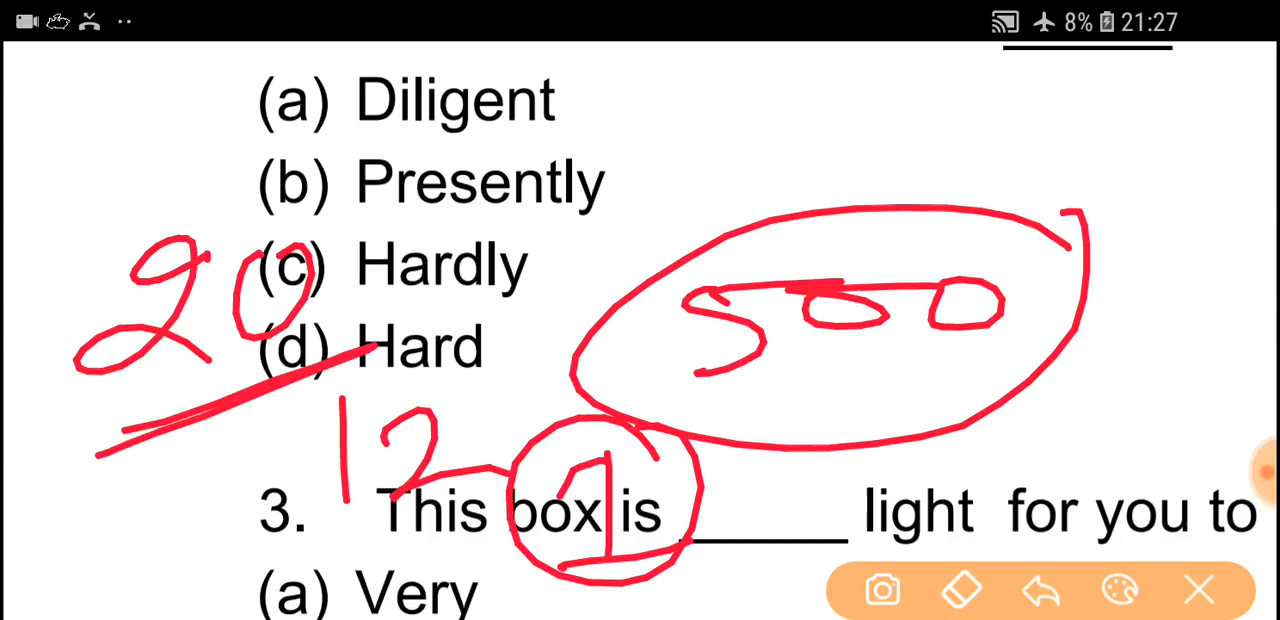 8% 21:27
(a) Diligent
(b) Presently
(c) Hardly
20
500
(d) Hard
12
1
3. This box is ______ light for you to
(a) Very